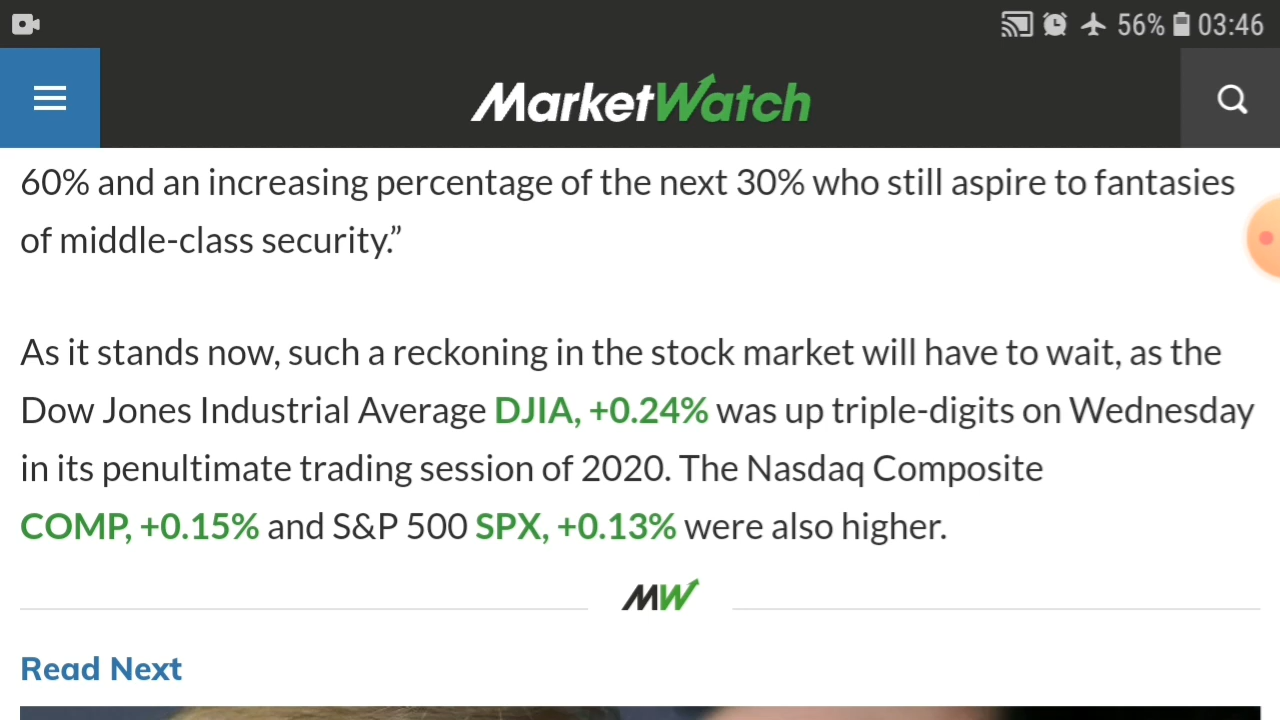 56% 03:46
MarketWatch
60% and an increasing percentage of the next 30% who still aspire to fantasies
of middle-class security.”
As it stands now, such a reckoning in the stock market will have to wait, as the
Dow Jones Industrial Average DJIA, +0.24% was up triple-digits on Wednesday
in its penultimate trading session of 2020. The Nasdaq Composite
COMP, +0.15% and S&P 500 SPX, +0.13% were also higher.
MW
Read Next